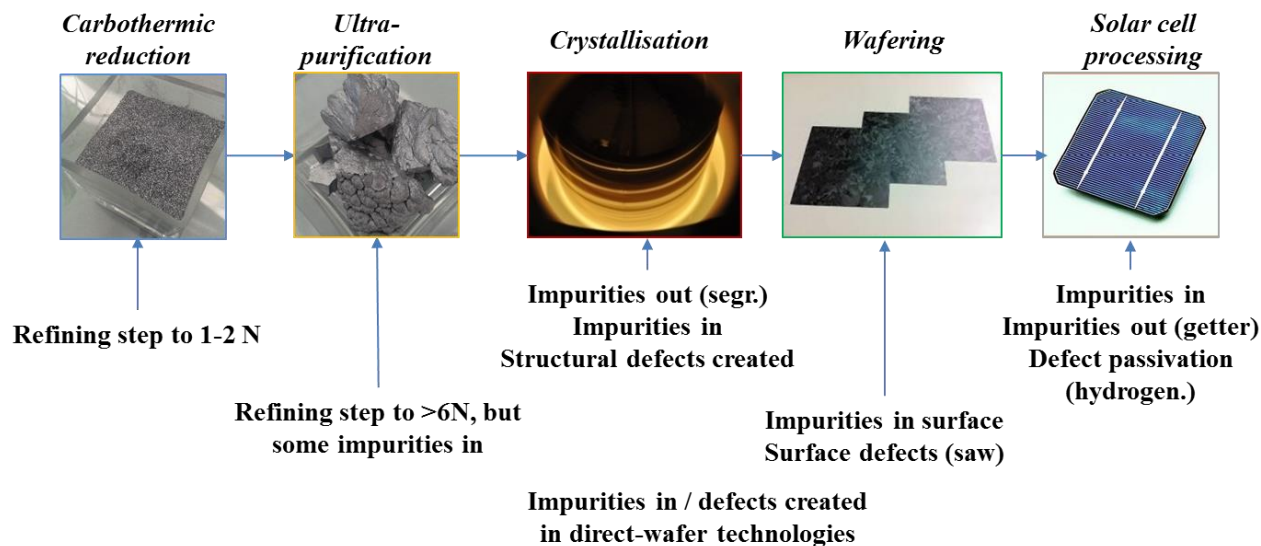 Carbothermic
reduction
Ultra-
purification
Crystallisation
Wafering
Solar cell
processing
Refining step to 1-2 N
Refining step to >6N, but
some impurities in
Impurities out (segr.)
Impurities in
Structural defects created
Impurities in surface
Surface defects (saw)
Impurities in
Impurities out (getter)
Defect passivation
(hydrogen.)
Impurities in / defects created
in direct-wafer technologies